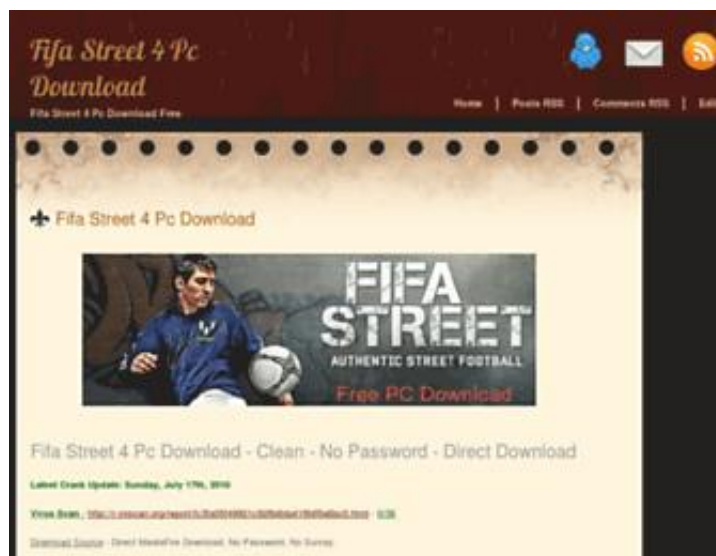 Fifa Street 4 Pc
Download
Fifa Street 4 Pc Download Free
Home | Posts RSS | Comments RSS | Edit
Fifa Street 4 Pc Download
FIFA
STREET
AUTHENTIC STREET FOOTBALL
Free PC Download
Fifa Street 4 Pc Download - Clean - No Password - Direct Download
Latest Crack Update: Sunday, July 17th, 2010
Virus Scan :
Download Source - Direct MediaFire Download, No Password, No Survey.